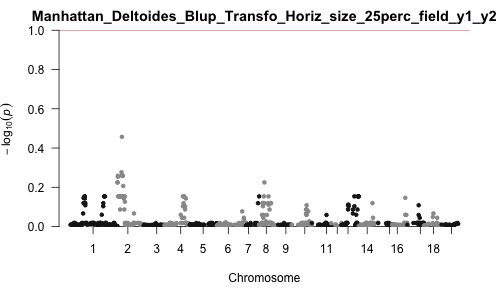 Manhattan_Deltoides_Blup_Transfo_Horiz_size_25perc_field_y1_y2
1.0
0.8
0.6
0.4
0.2
0.0
− log10(p)
1 2 3 4 5 6 7 8 9 11 14 16 18
Chromosome